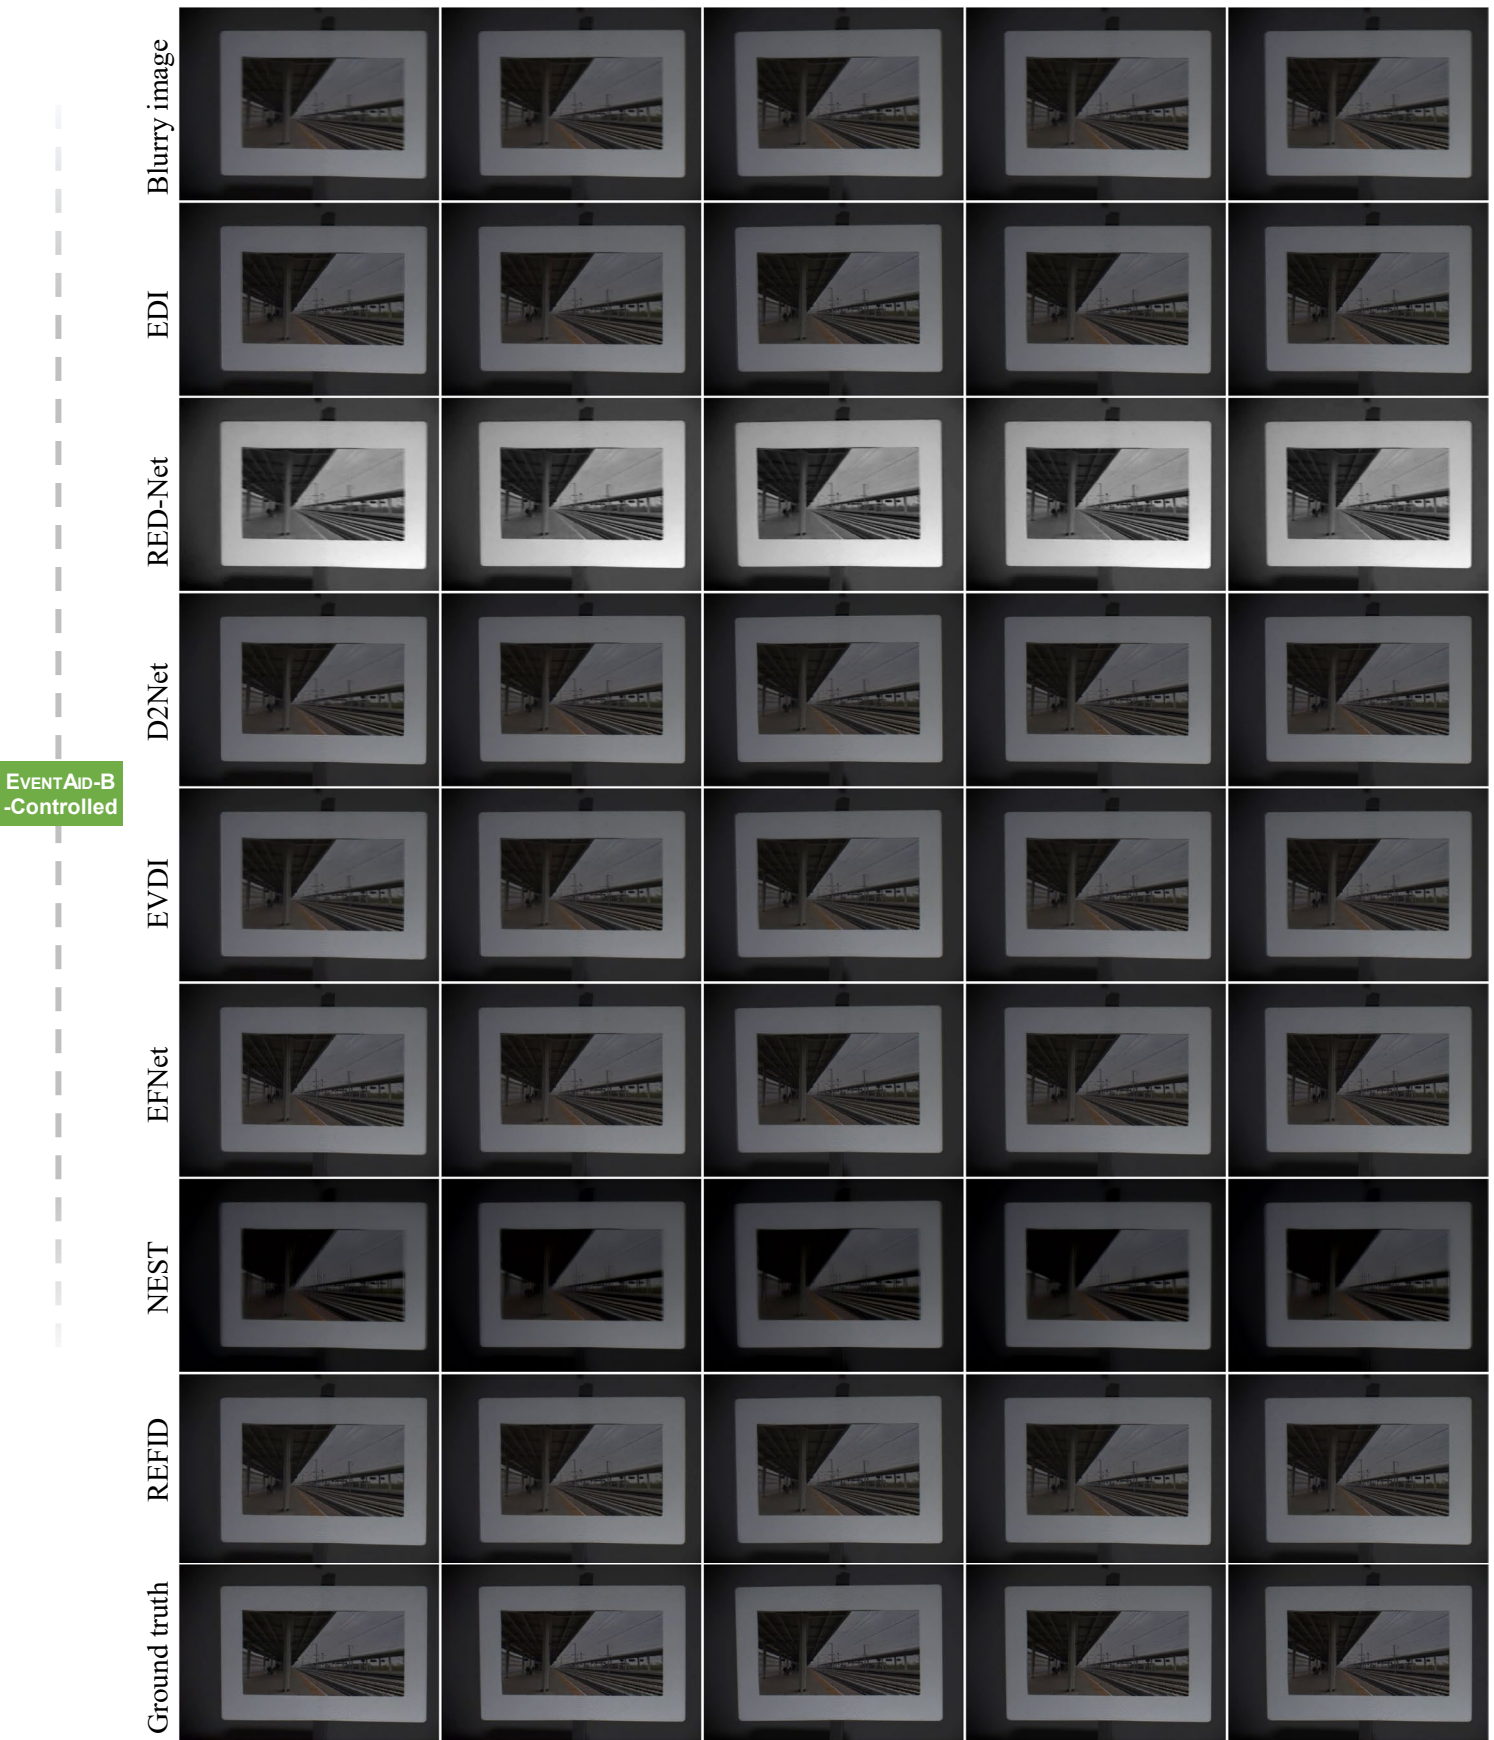 Blurry image
EDI
RED-Net
D2Net
EVENTAID-B
-Controlled
EVDI
EFNet
NEST
REFID
Ground truth